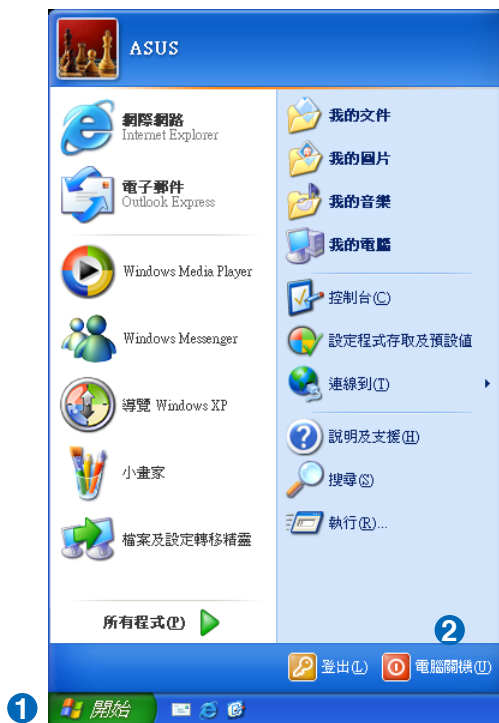 ASUS
網際網路
Internet Explorer
電子郵件
Outlook Express
Windows Media Player
Windows Messenger
導覽 Windows XP
小畫家
檔案及設定轉移精靈
所有程式(P)
我的文件
我的圖片
我的音樂
我的電腦
控制台(C)
設定程式存取及預設值
連線到(T)
說明及支援(H)
搜尋(S)
執行(R)...
2
登出(L)
電腦關機(U)
1
開始